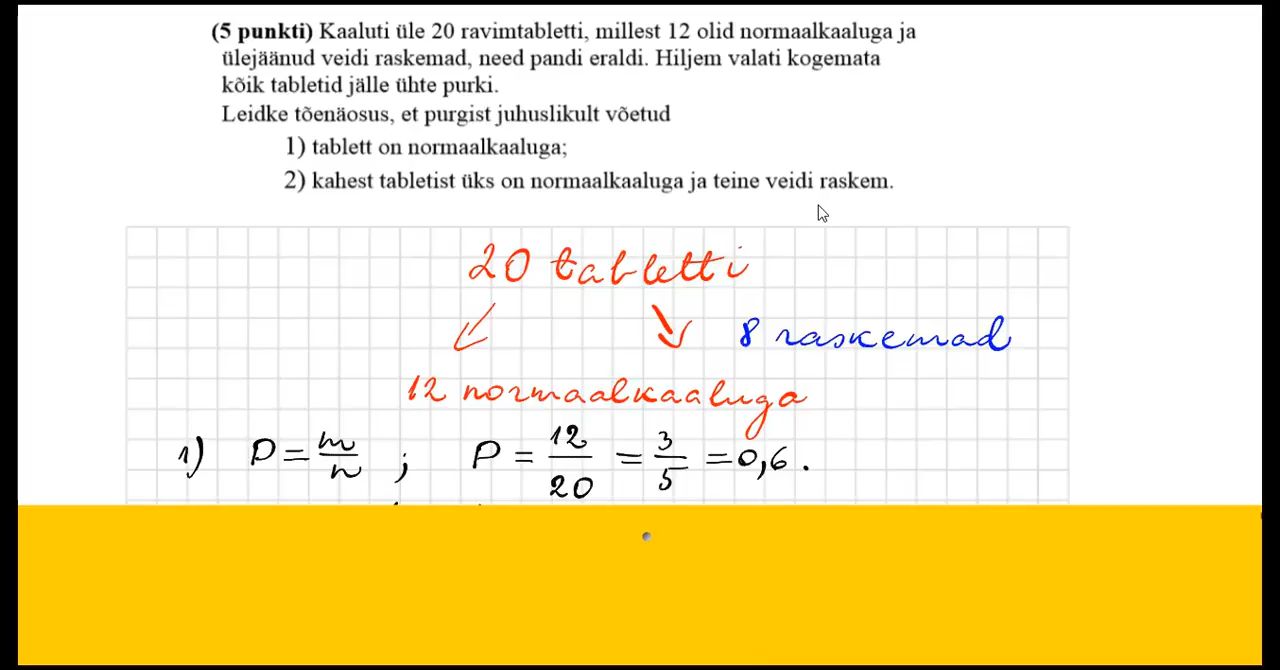 (5 punkti) Kaaluti üle 20 ravimtabletti, millest 12 olid normaalkaaluga ja
ülejäänud veidi raskemad, need pandi eraldi. Hiljem valati kogemata
kõik tabletid jälle ühte purki.
Leidke tõenäosus, et purgist juhuslikult võetud
1) tablett on normaalkaaluga;
2) kahest tabletist üks on normaalkaaluga ja teine veidi raskem.
20 tabletti
8 raskemad
12 normaalkaaluga
1) P = m/n ; P = 12/20 = 3/5 = 0,6.